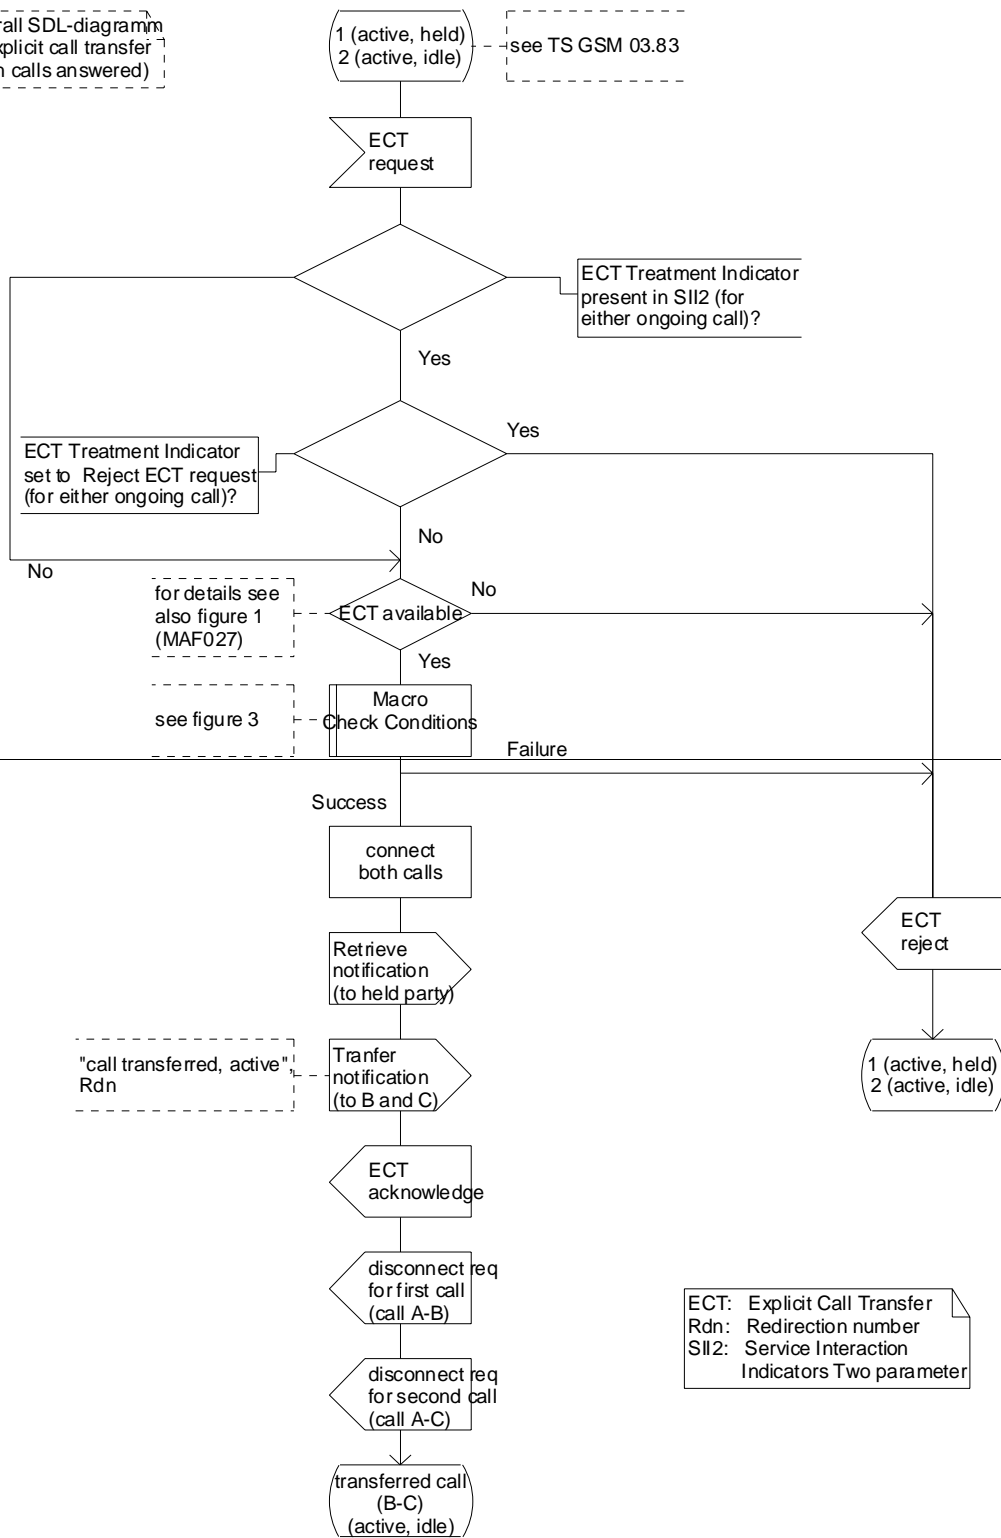 rall SDL-diagramm
xplicit call transfer
h calls answered)
1 (active, held)
2 (active, idle)
see TS GSM 03.83
ECT
request
ECT Treatment Indicator
present in SII2 (for
either ongoing call)?
Yes
ECT Treatment Indicator
set to Reject ECT request
(for either ongoing call)?
Yes
No
No
for details see
also figure 1
(MAF027)
ECT available
No
Yes
see figure 3
Macro
Check Conditions
Failure
Success
connect
both calls
ECT
reject
Retrieve
notification
(to held party)
"call transferred, active",
Rdn
Tranfer
notification
(to B and C)
1 (active, held)
2 (active, idle)
ECT
acknowledge
disconnect req
for first call
(call A-B)
ECT: Explicit Call Transfer
Rdn: Redirection number
SII2: Service Interaction
Indicators Two parameter
disconnect req
for second call
(call A-C)
transferred call
(B-C)
(active, idle)